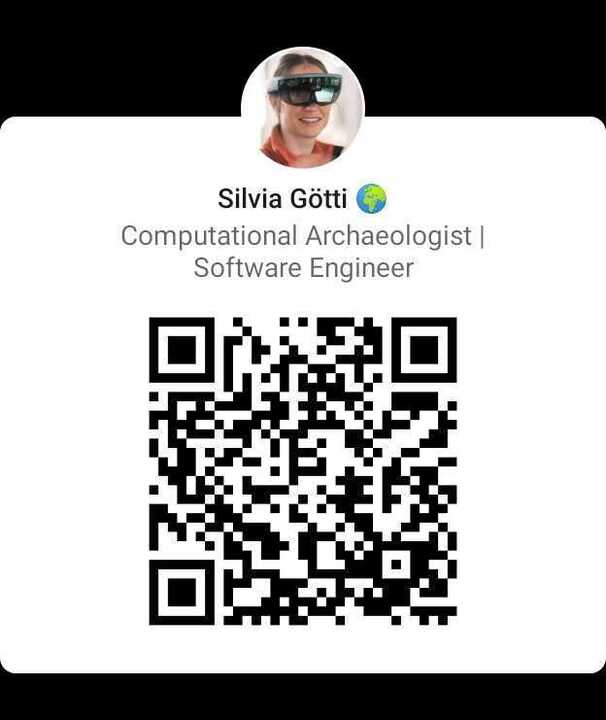 Silvia Götti 🌍
Computational Archaeologist |
Software Engineer